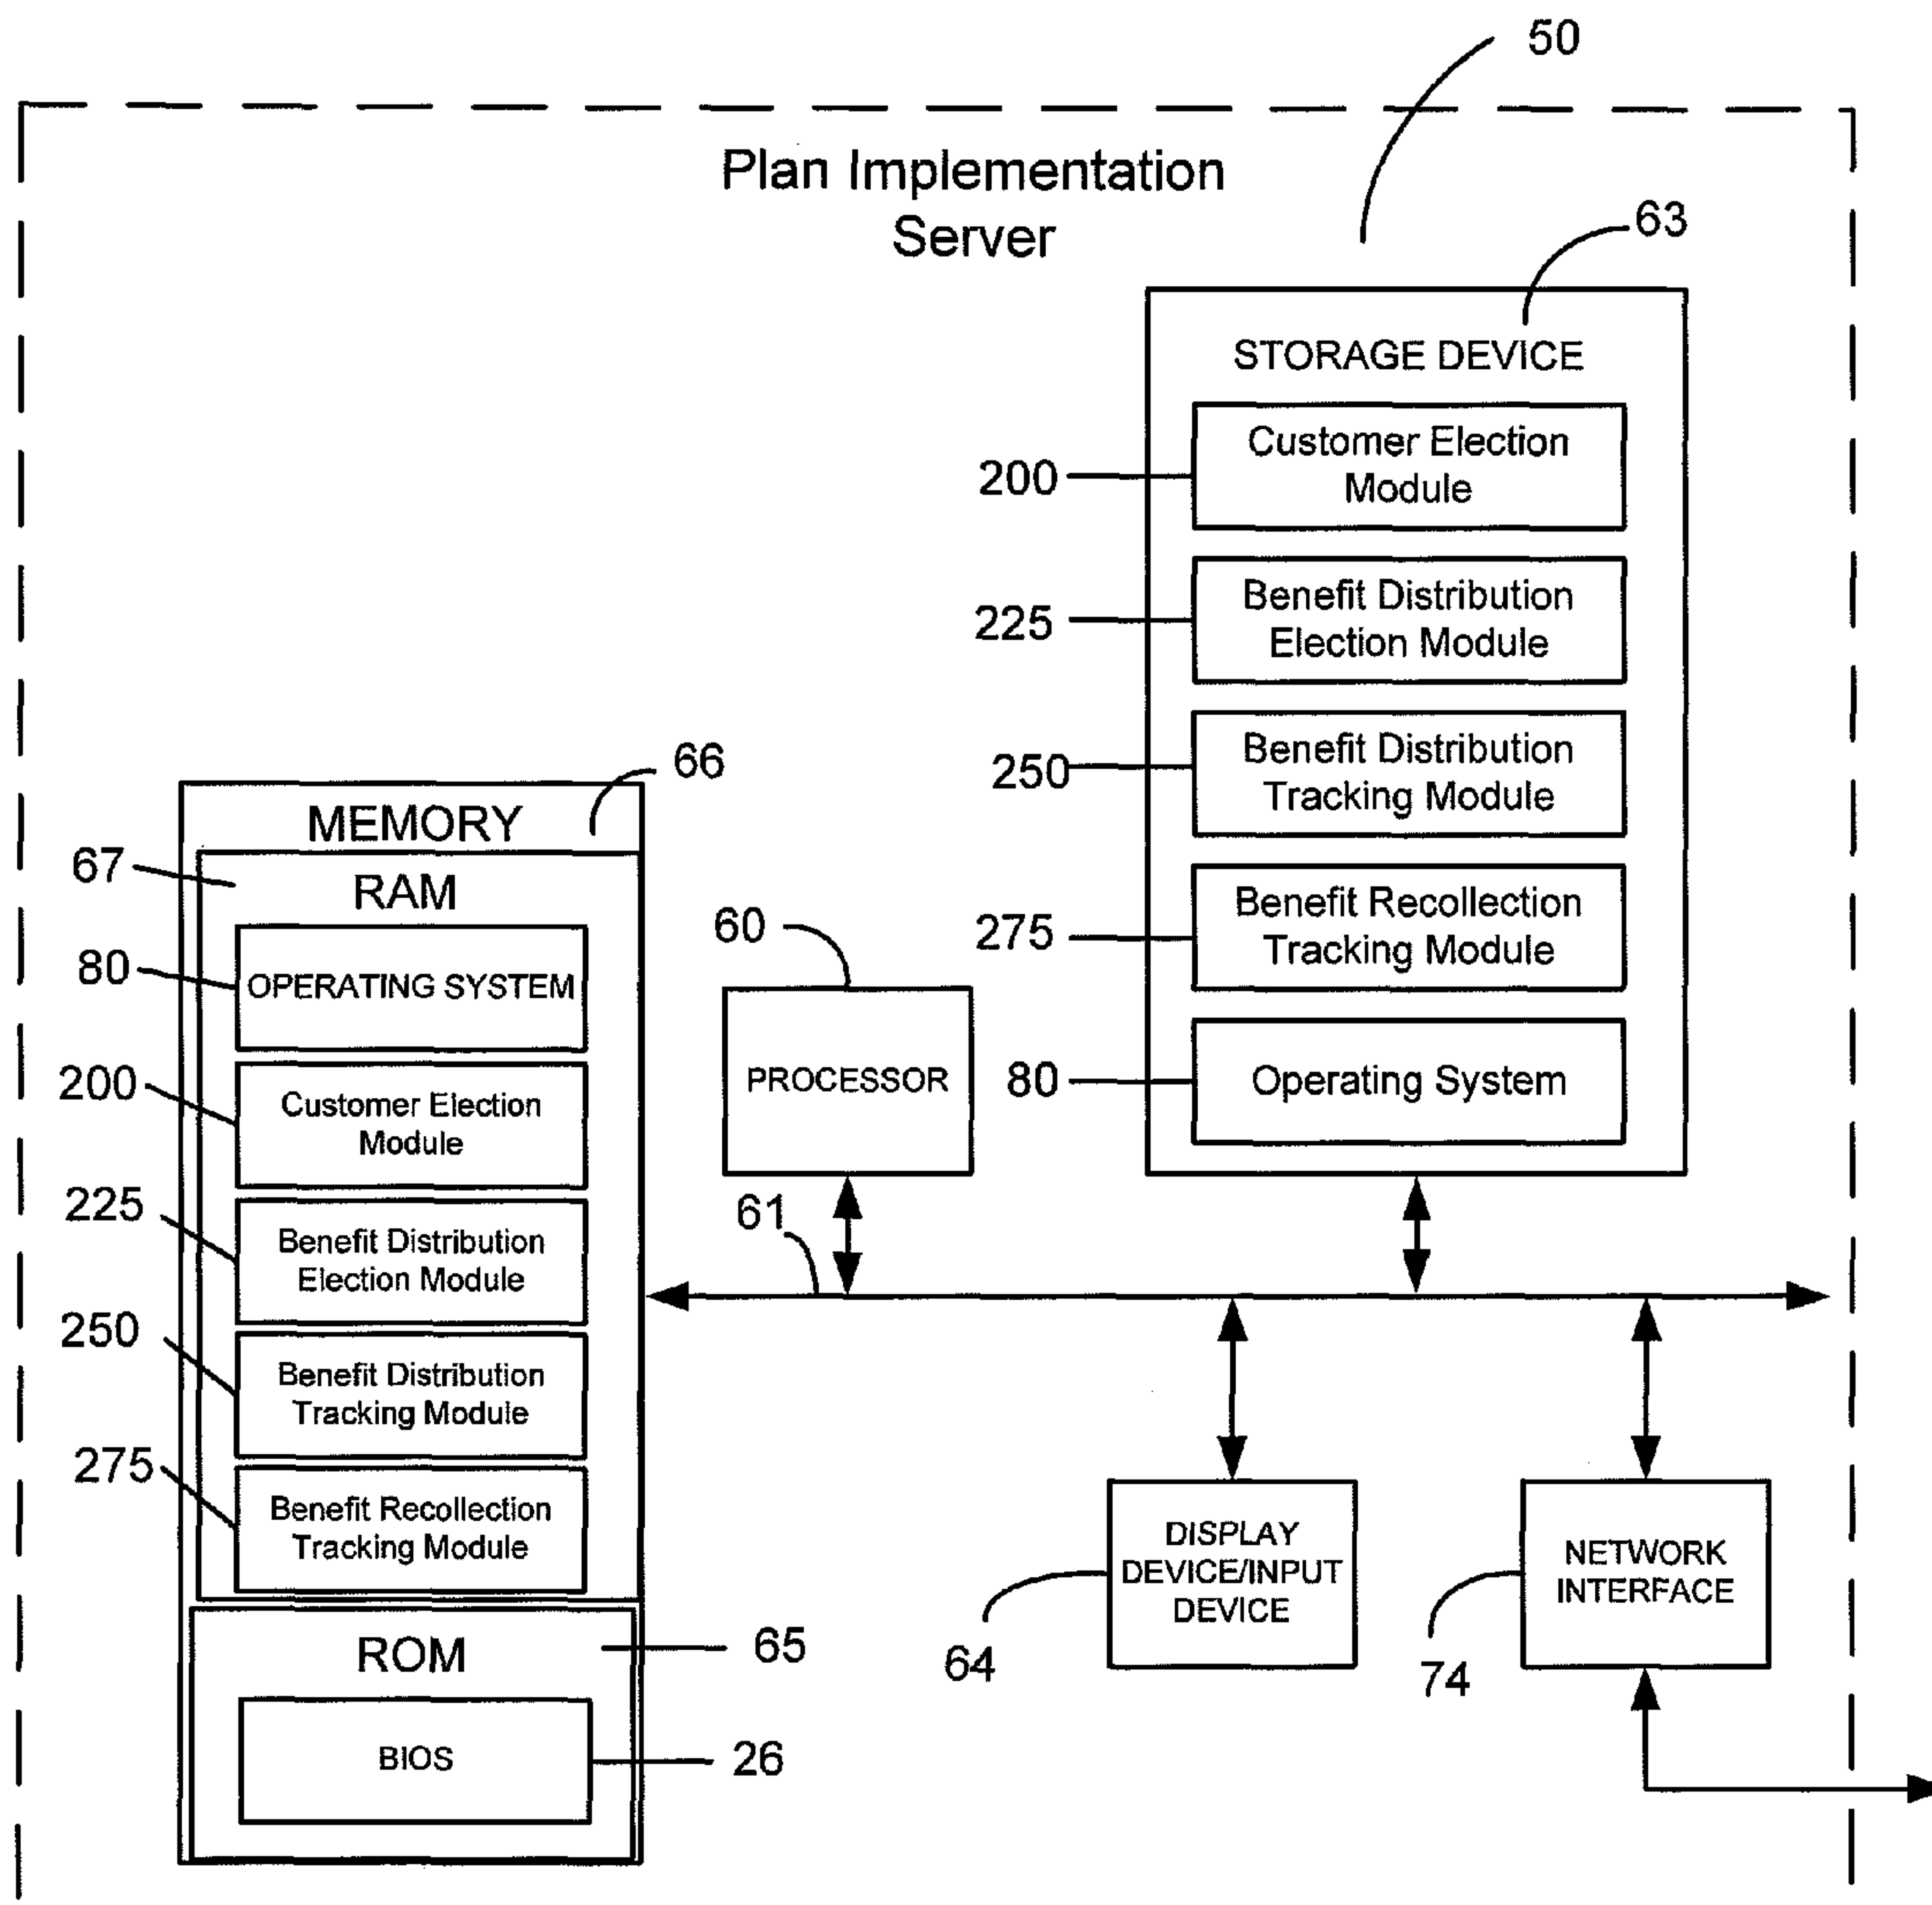 50
Plan Implementation
Server
63
STORAGE DEVICE
Customer Election
Module
200
Benefit Distribution
Election Module
225
Benefit Distribution
Tracking Module
250
Benefit Recollection
Tracking Module
275
Operating System
80
66
MEMORY
67
RAM
OPERATING SYSTEM
80
Customer Election
Module
200
Benefit Distribution
Election Module
225
Benefit Distribution
Tracking Module
250
Benefit Recollection
Tracking Module
275
ROM
65
BIOS
26
60
PROCESSOR
61
DISPLAY
DEVICE/INPUT
DEVICE
64
NETWORK
INTERFACE
74